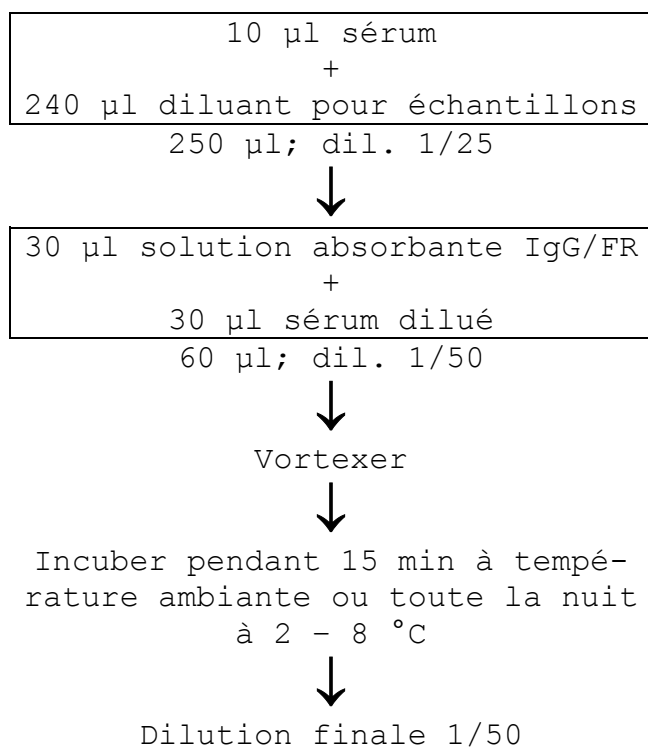 10 µl sérum
+
240 µl diluant pour échantillons
250 µl; dil. 1/25
30 µl solution absorbante IgG/FR
+
30 µl sérum dilué
60 µl; dil. 1/50
Vortexer
Incuber pendant 15 min à tempé-
rature ambiante ou toute la nuit
à 2 – 8 °C
Dilution finale 1/50